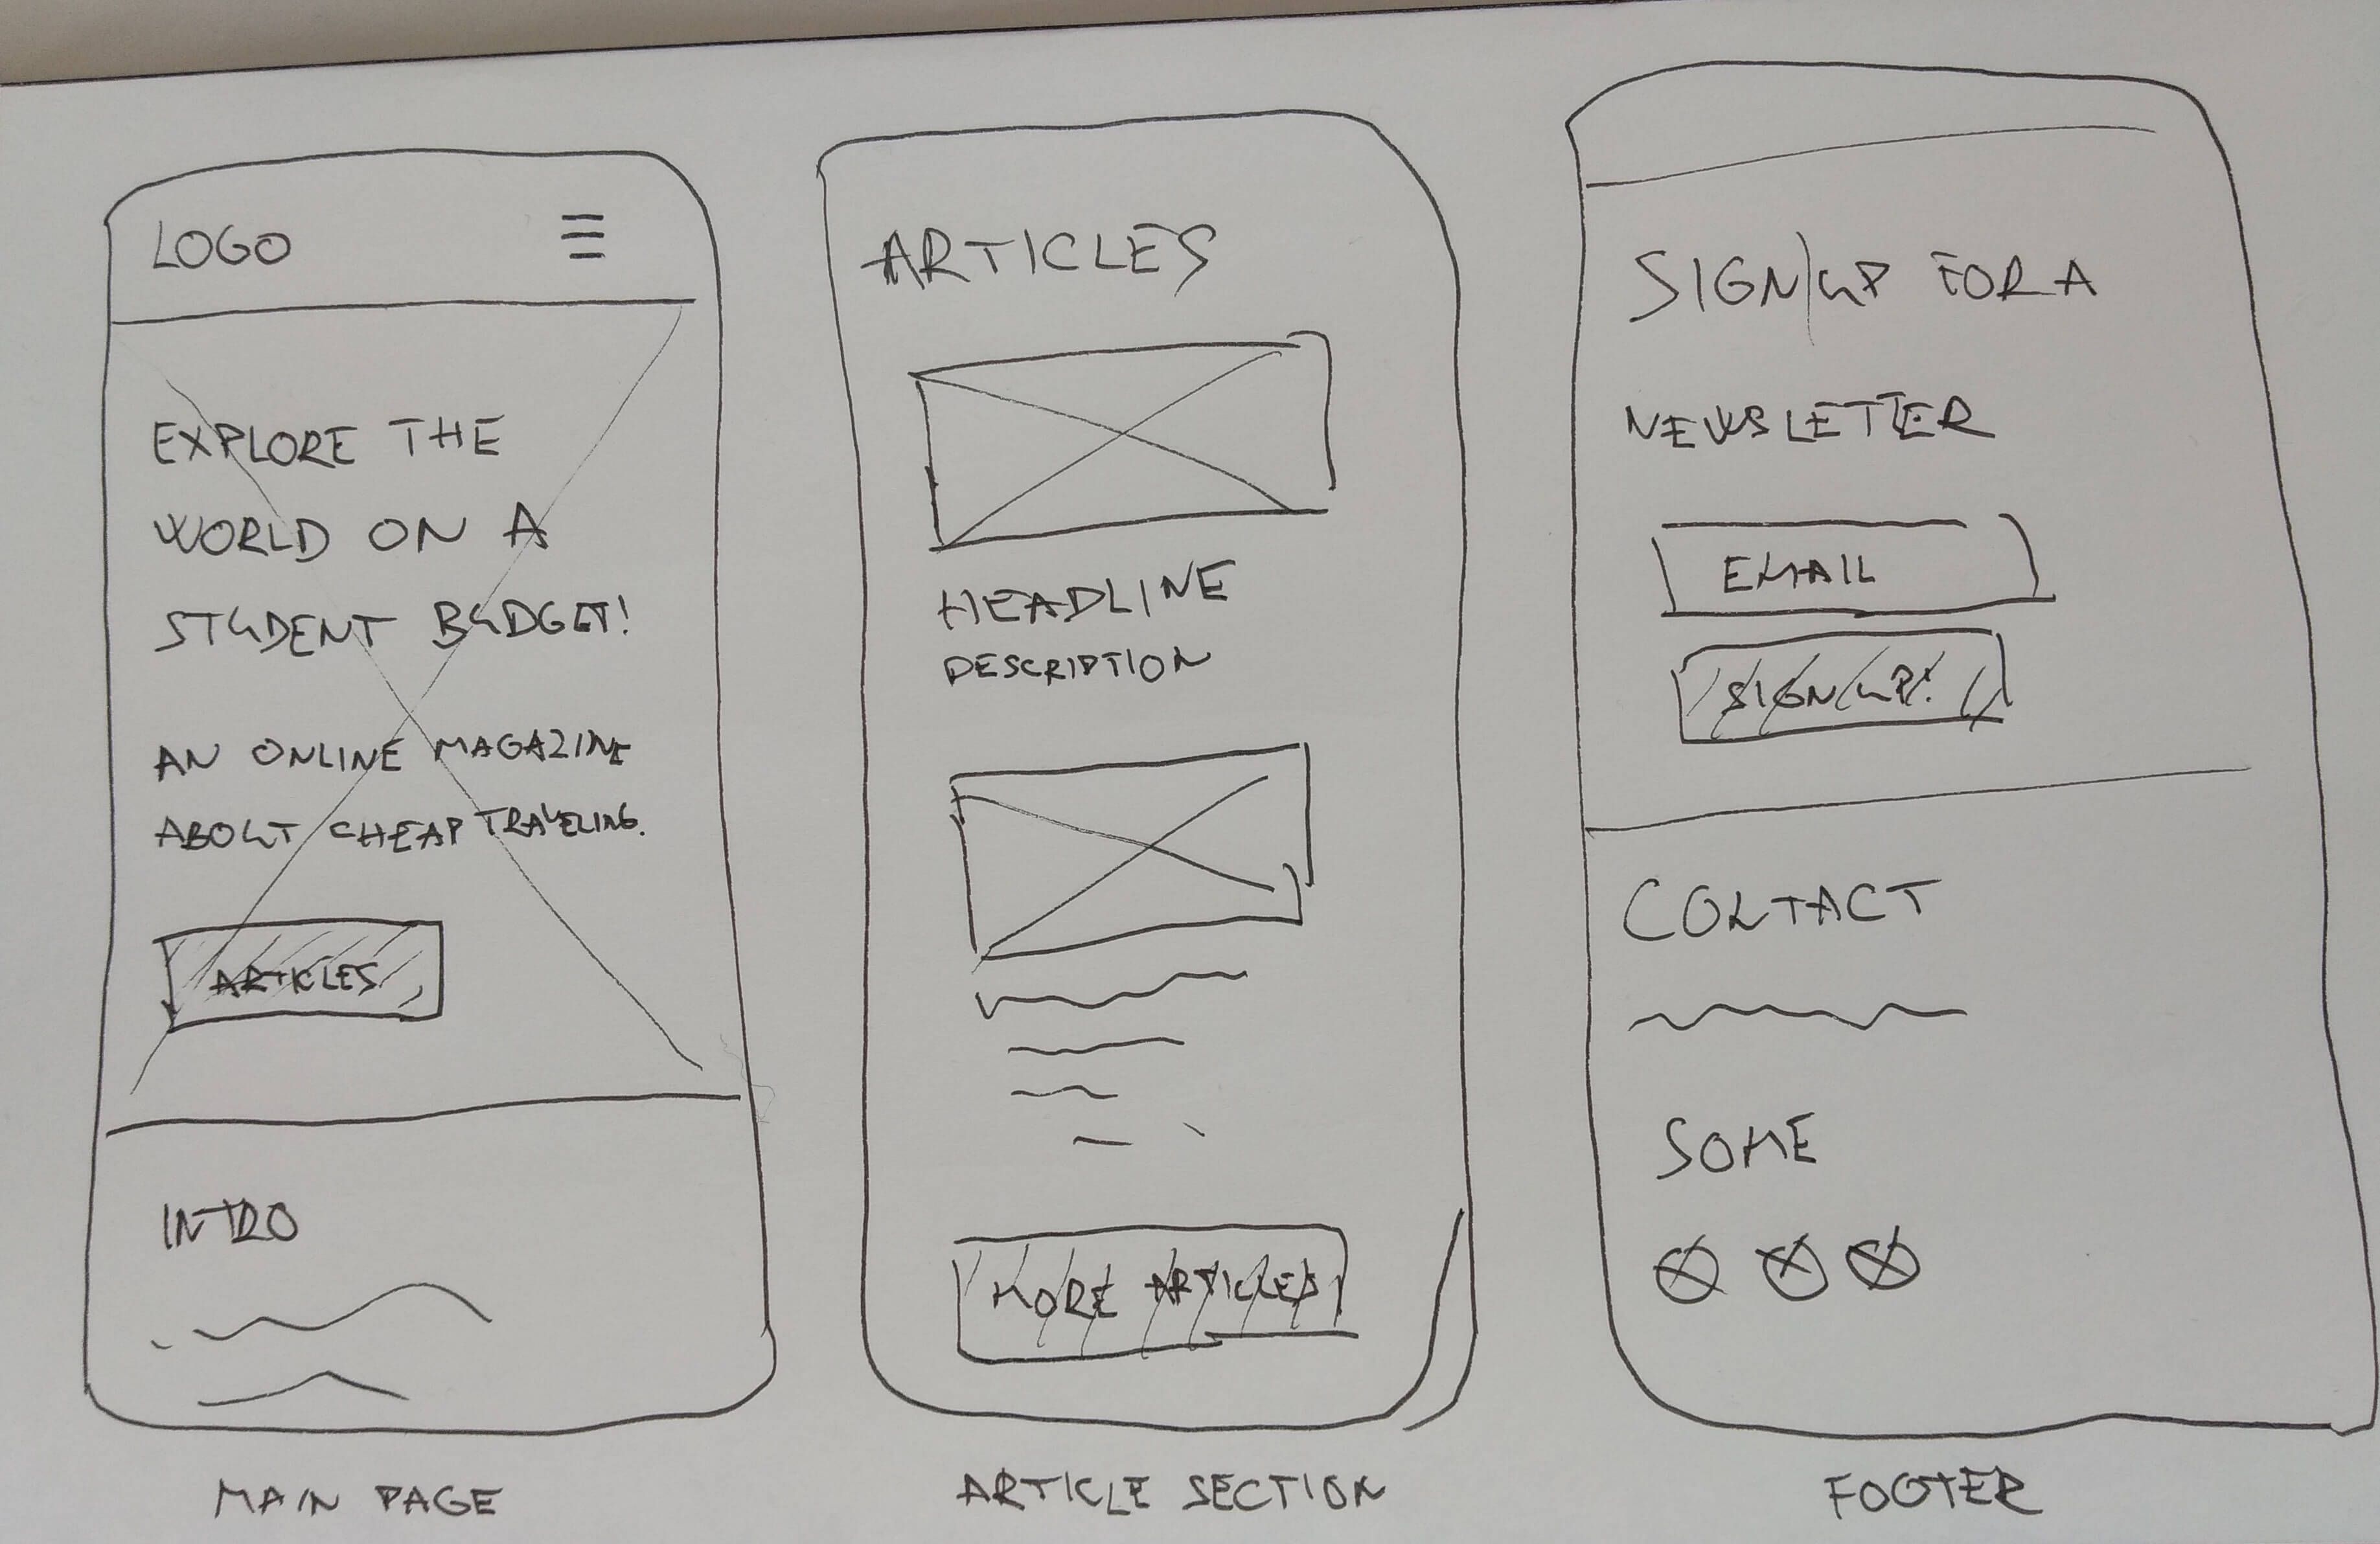 LOGO
EXPLORE THE
WORLD ON A
STUDENT BUDGET!
AN ONLINE MAGAZINE
ABOUT CHEAP TRAVELING.
ARTICLES
INTRO
MAIN PAGE
ARTICLES
HEADLINE
DESCRIPTION
MORE ARTICLES
ARTICLE SECTION
SIGN UP FOR A
NEWSLETTER
EMAIL
SIGN UP!
CONTACT
SOME
FOOTER